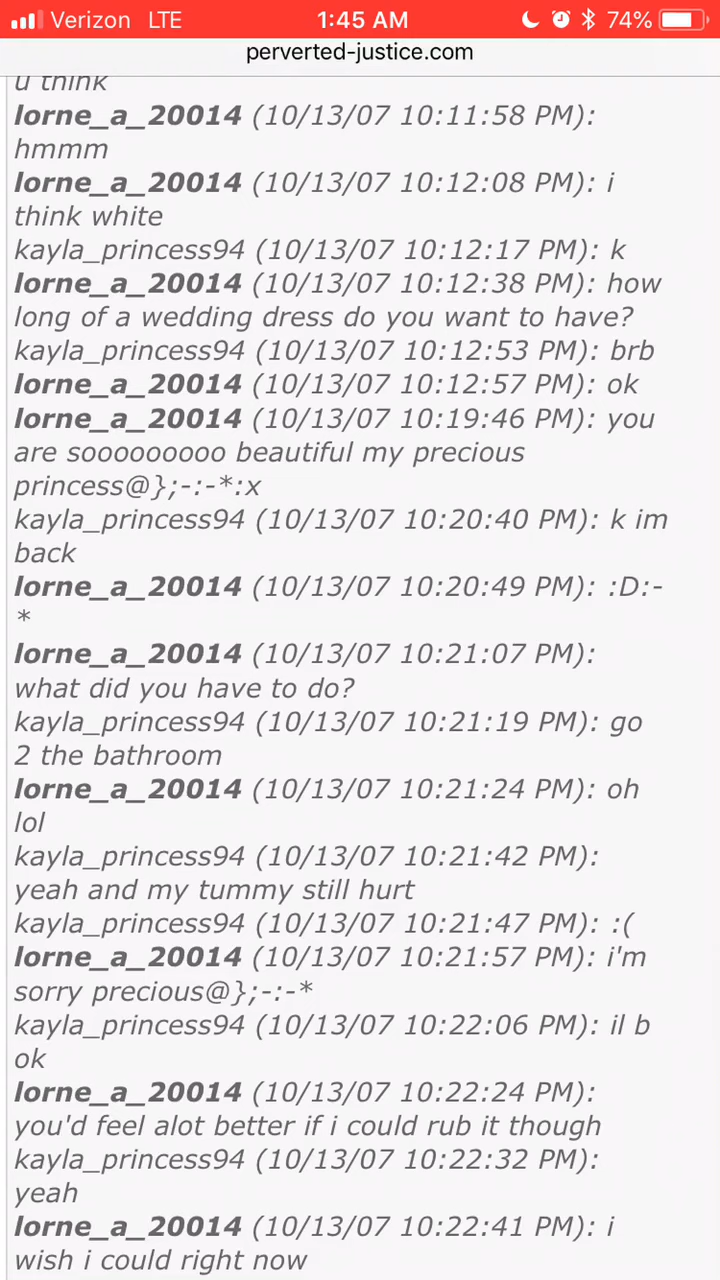 Verizon LTE 1:45 AM 74%
perverted-justice.com
u think
lorne_a_20014 (10/13/07 10:11:58 PM):
hmmm
lorne_a_20014 (10/13/07 10:12:08 PM): i
think white
kayla_princess94 (10/13/07 10:12:17 PM): k
lorne_a_20014 (10/13/07 10:12:38 PM): how
long of a wedding dress do you want to have?
kayla_princess94 (10/13/07 10:12:53 PM): brb
lorne_a_20014 (10/13/07 10:12:57 PM): ok
lorne_a_20014 (10/13/07 10:19:46 PM): you
are sooooooooo beautiful my precious
princess@};-:-*:x
kayla_princess94 (10/13/07 10:20:40 PM): k im
back
lorne_a_20014 (10/13/07 10:20:49 PM): :D:-
*
lorne_a_20014 (10/13/07 10:21:07 PM):
what did you have to do?
kayla_princess94 (10/13/07 10:21:19 PM): go
2 the bathroom
lorne_a_20014 (10/13/07 10:21:24 PM): oh
lol
kayla_princess94 (10/13/07 10:21:42 PM):
yeah and my tummy still hurt
kayla_princess94 (10/13/07 10:21:47 PM): :(
lorne_a_20014 (10/13/07 10:21:57 PM): i'm
sorry precious@};-:-*
kayla_princess94 (10/13/07 10:22:06 PM): il b
ok
lorne_a_20014 (10/13/07 10:22:24 PM):
you'd feel alot better if i could rub it though
kayla_princess94 (10/13/07 10:22:32 PM):
yeah
lorne_a_20014 (10/13/07 10:22:41 PM): i
wish i could right now